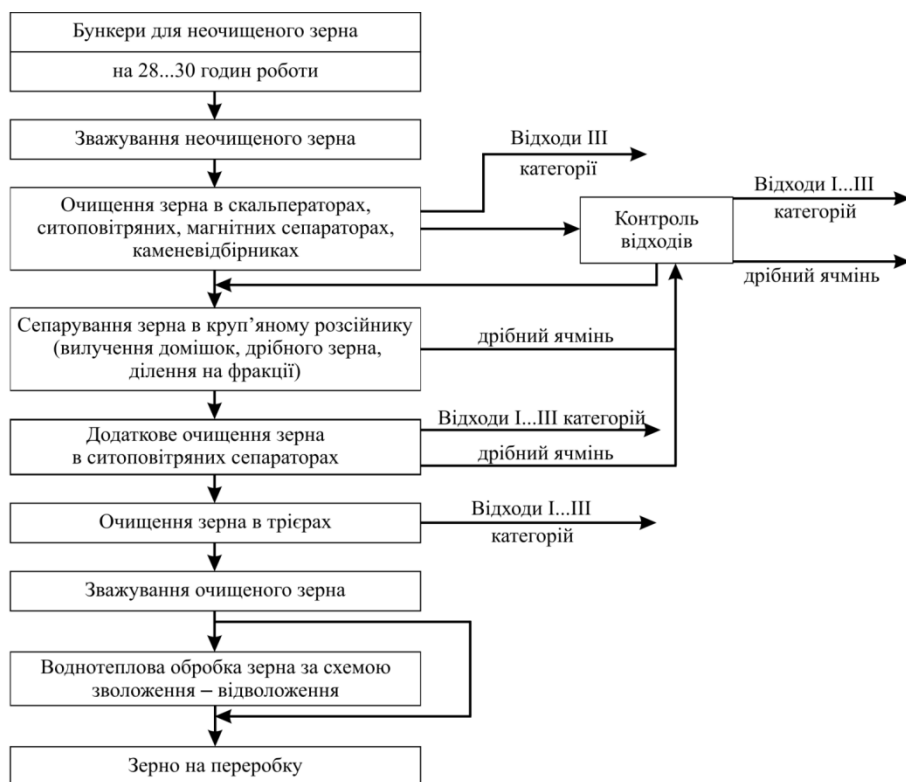 Бункери для неочищеного зерна
на 28...30 годин роботи
Зважування неочищеного зерна
Відходи III
категорії
Очищення зерна в скальператорах,
ситоповітряних, магнітних сепараторах,
каменевідбірниках
Контроль
відходів
Відходи I...III
категорій
дрібний ячмінь
Сепарування зерна в круп’яному розсійнику
(вилучення домішок, дрібного зерна,
ділення на фракції)
дрібний ячмінь
Додаткове очищення зерна
в ситоповітряних сепараторах
Відходи I...III категорій
дрібний ячмінь
Очищення зерна в трієрах
Відходи I...III
категорій
Зважування очищеного зерна
Воднотеплова обробка зерна за схемою
зволоження – відволоження
Зерно на переробку